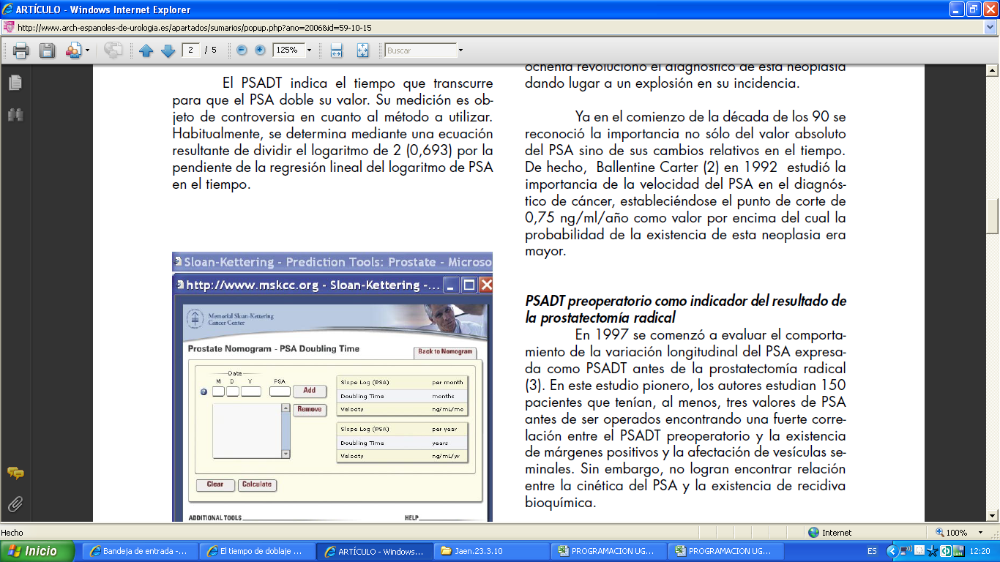 ARTÍCULO - Windows Internet Explorer
http://www.arch-espanoles-de-urologia.es/apartados/sumarios/popup.php?ano=2006&id=59-10-15
2 / 5
125%
Buscar
El PSADT indica el tiempo que transcurre
para que el PSA doble su valor. Su medición es ob-
jeto de controversia en cuanto al método a utilizar.
Habitualmente, se determina mediante una ecuación
resultante de dividir el logaritmo de 2 (0,693) por la
pendiente de la regresión lineal del logaritmo de PSA
en el tiempo.
Sloan-Kettering - Prediction Tools: Prostate - Microso
http://www.mskcc.org - Sloan-Kettering -...
Memorial Sloan-Kettering
Cancer Center
Prostate Nomogram - PSA Doubling Time
Back to Nomogram
Date
M D Y PSA
Add
Remove
Slope Log (PSA) per month
Doubling Time months
Velocity ng/mL/mo
Slope Log (PSA) per year
Doubling Time years
Velocity ng/mL/yr
Clear
Calculate
ADDITIONAL TOOLS
HELP
ochenta revolucionó el diagnóstico de esta neoplasia
dando lugar a un explosión en su incidencia.
Ya en el comienzo de la década de los 90 se
reconoció la importancia no sólo del valor absoluto
del PSA sino de sus cambios relativos en el tiempo.
De hecho, Ballentine Carter (2) en 1992 estudió la
importancia de la velocidad del PSA en el diagnós-
tico de cáncer, estableciéndose el punto de corte de
0,75 ng/ml/año como valor por encima del cual la
probabilidad de la existencia de esta neoplasia era
mayor.
PSADT preoperatorio como indicador del resultado de
la prostatectomía radical
En 1997 se comenzó a evaluar el comporta-
miento de la variación longitudinal del PSA expresa-
da como PSADT antes de la prostatectomía radical
(3). En este estudio pionero, los autores estudian 150
pacientes que tenían, al menos, tres valores de PSA
antes de ser operados encontrando una fuerte corre-
lación entre el PSADT preoperatorio y la existencia
de márgenes positivos y la afectación de vesículas se-
minales. Sin embargo, no logran encontrar relación
entre la cinética del PSA y la existencia de recidiva
bioquímica.
Hecho
Internet
100%
Inicio
Bandeja de entrada -...
El tiempo de doblaje ...
ARTÍCULO - Windows...
Jaen.23.3.10
PROGRAMACION UG...
PROGRAMACION UG...
ES
12:20